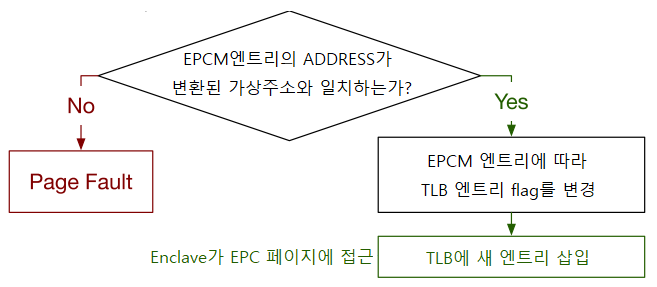 EPCM엔트리의 ADDRESS가
변환된 가상주소와 일치하는가?
No
Yes
Page Fault
EPCM 엔트리에 따라
TLB 엔트리 flag를 변경
Enclave가 EPC 페이지에 접근
TLB에 새 엔트리 삽입